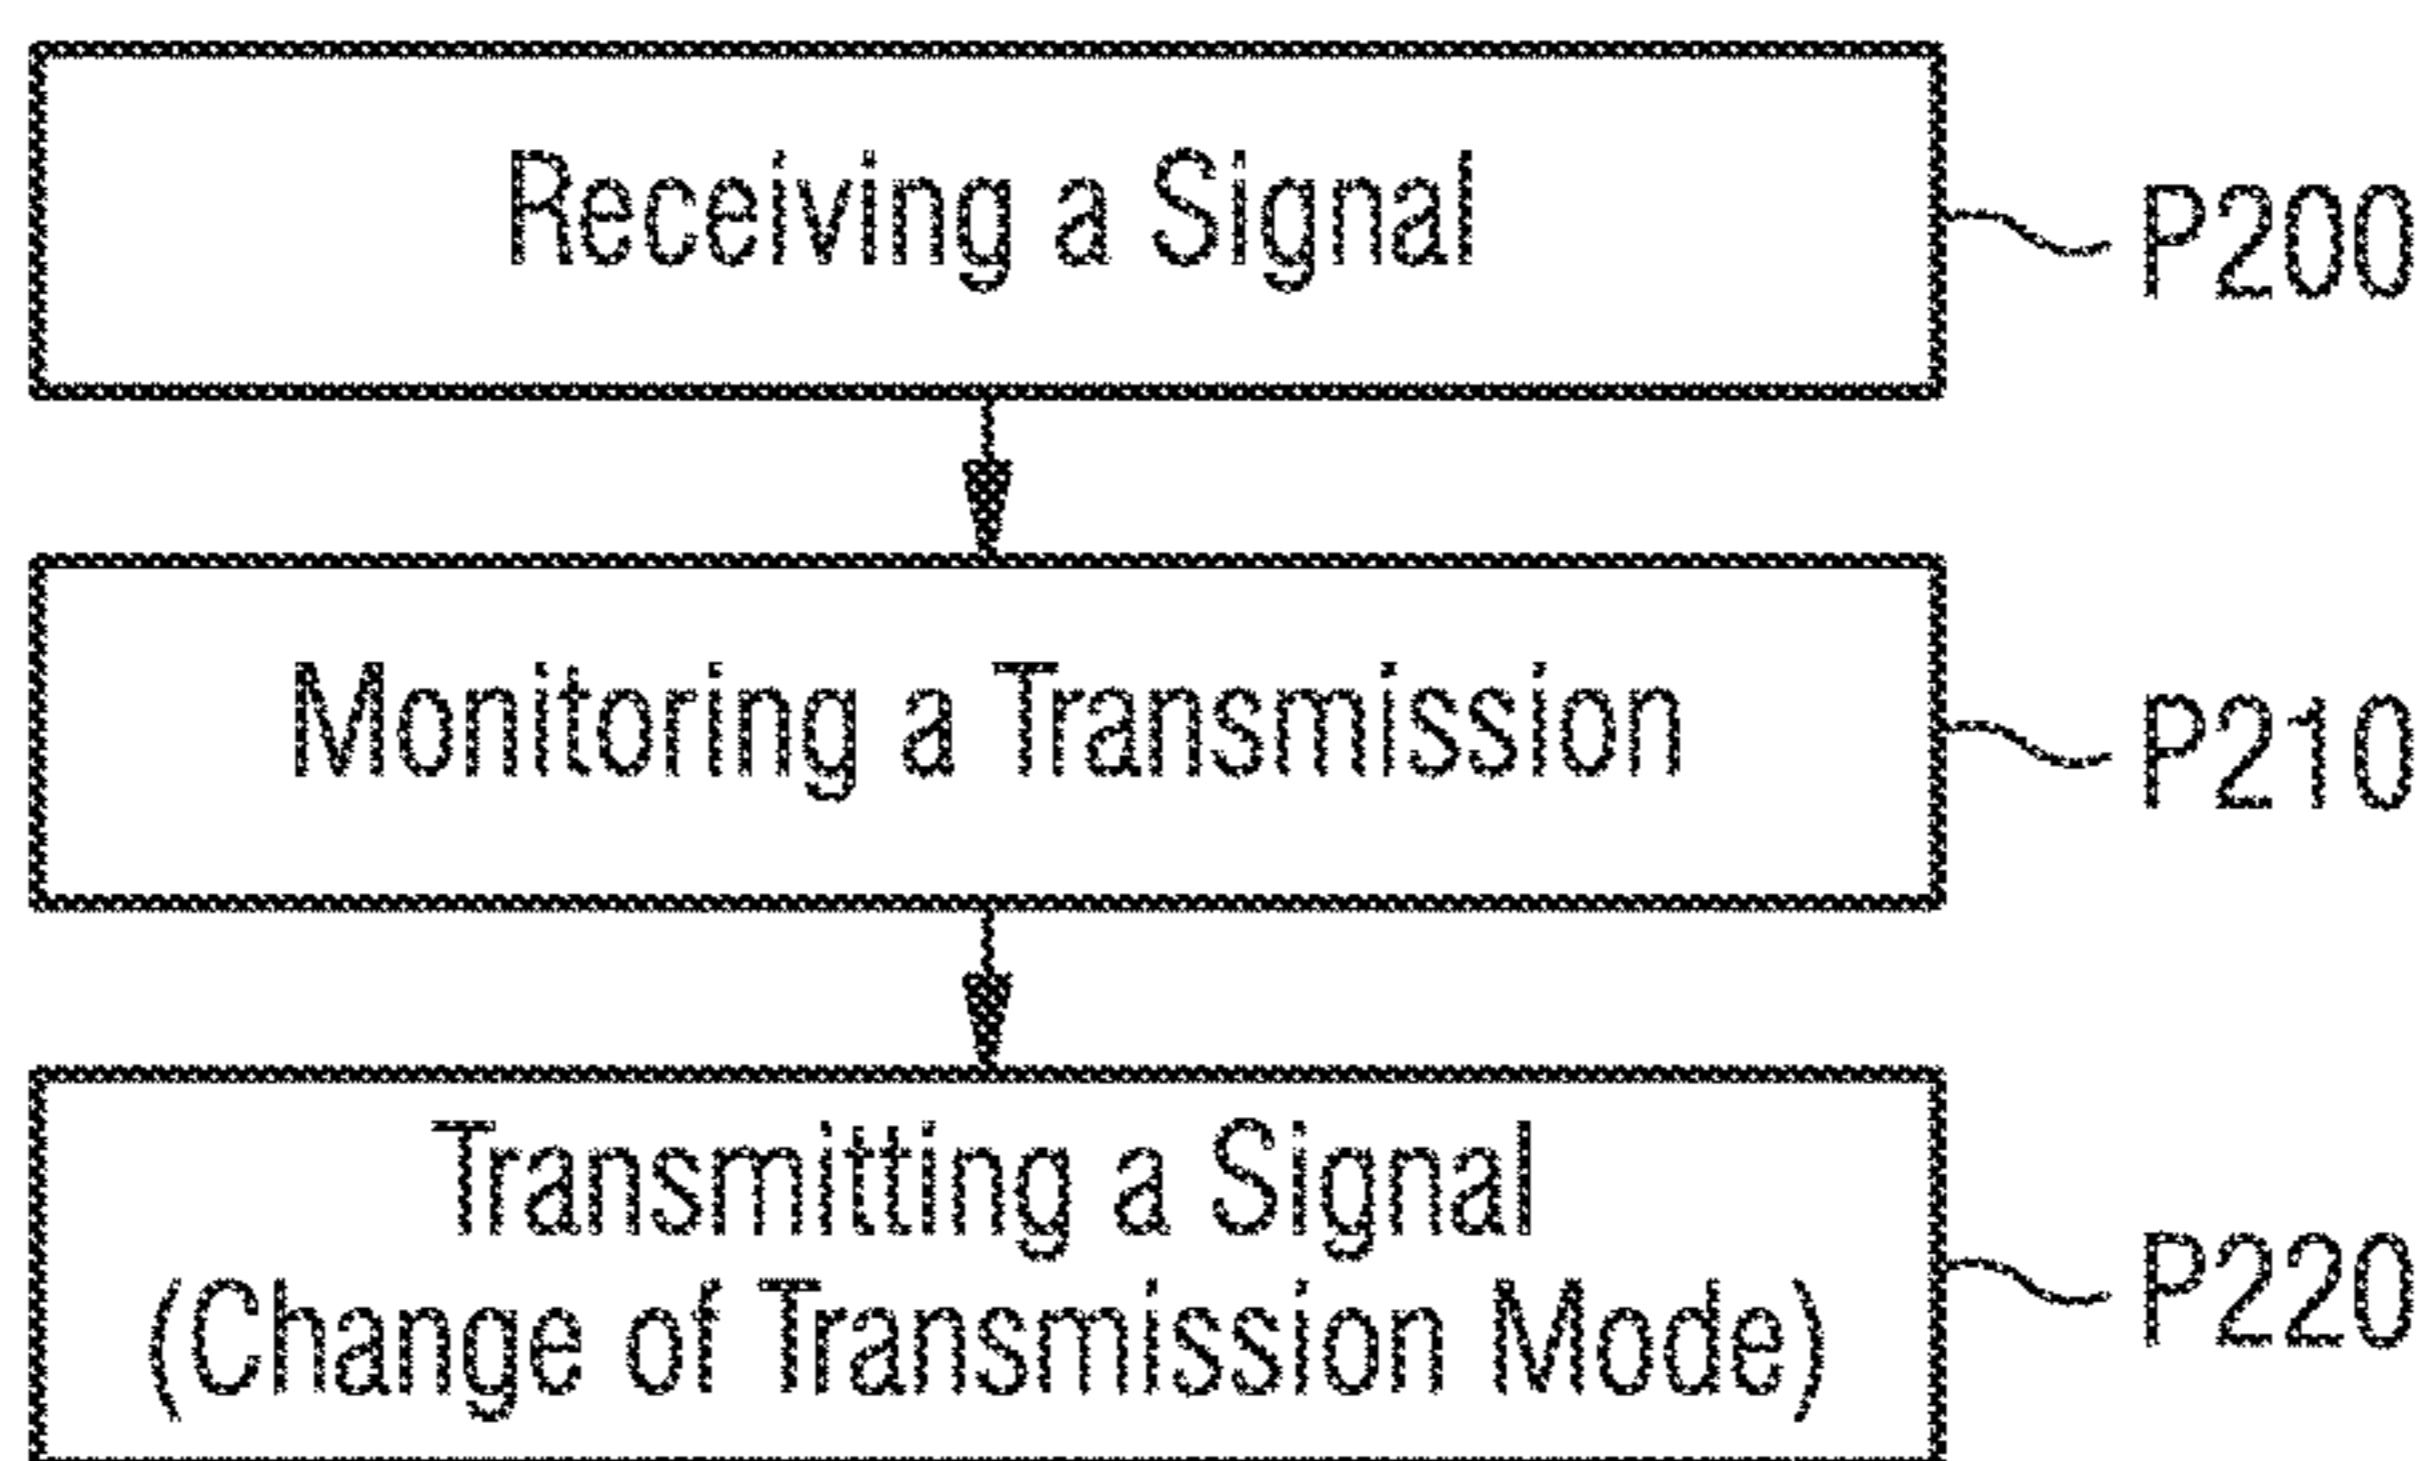 Receiving a Signal
P200
Monitoring a Transmission
P210
Transmitting a Signal
(Change of Transmission Mode)
P220